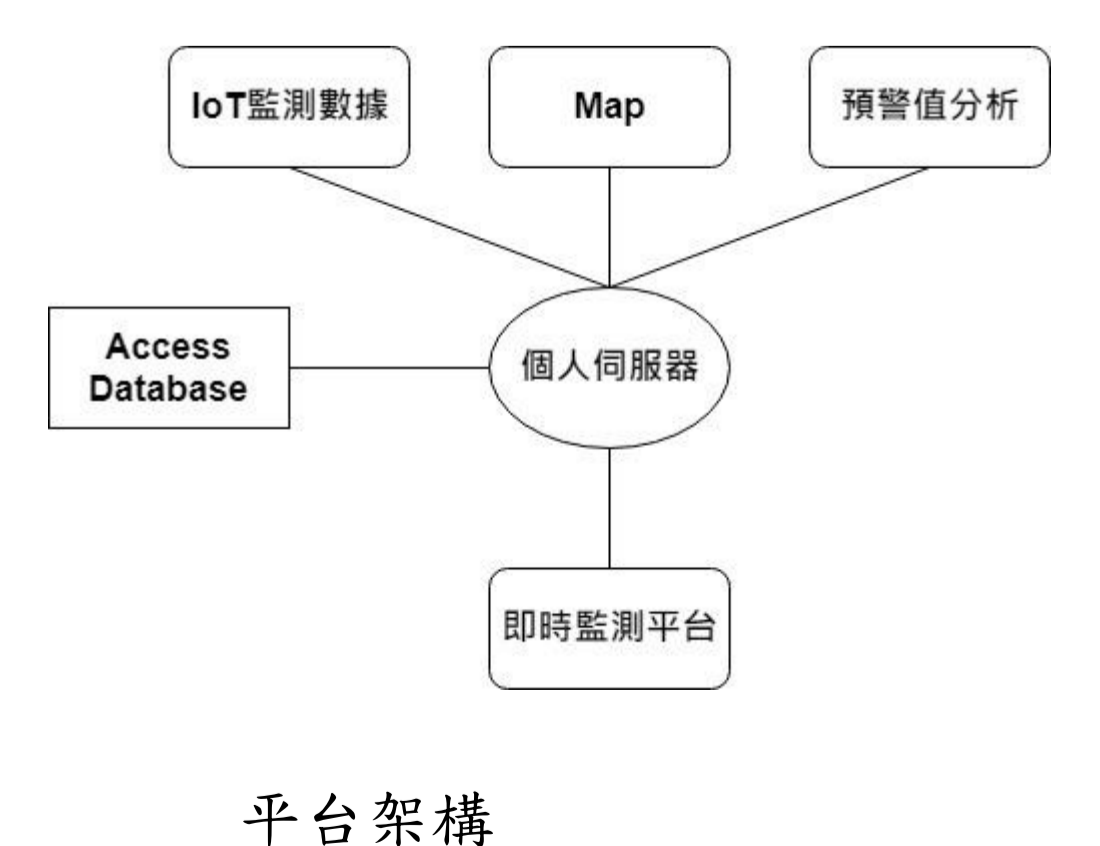 IoT監測數據
Map
預警值分析
Access
Database
個人伺服器
即時監測平台
平台架構